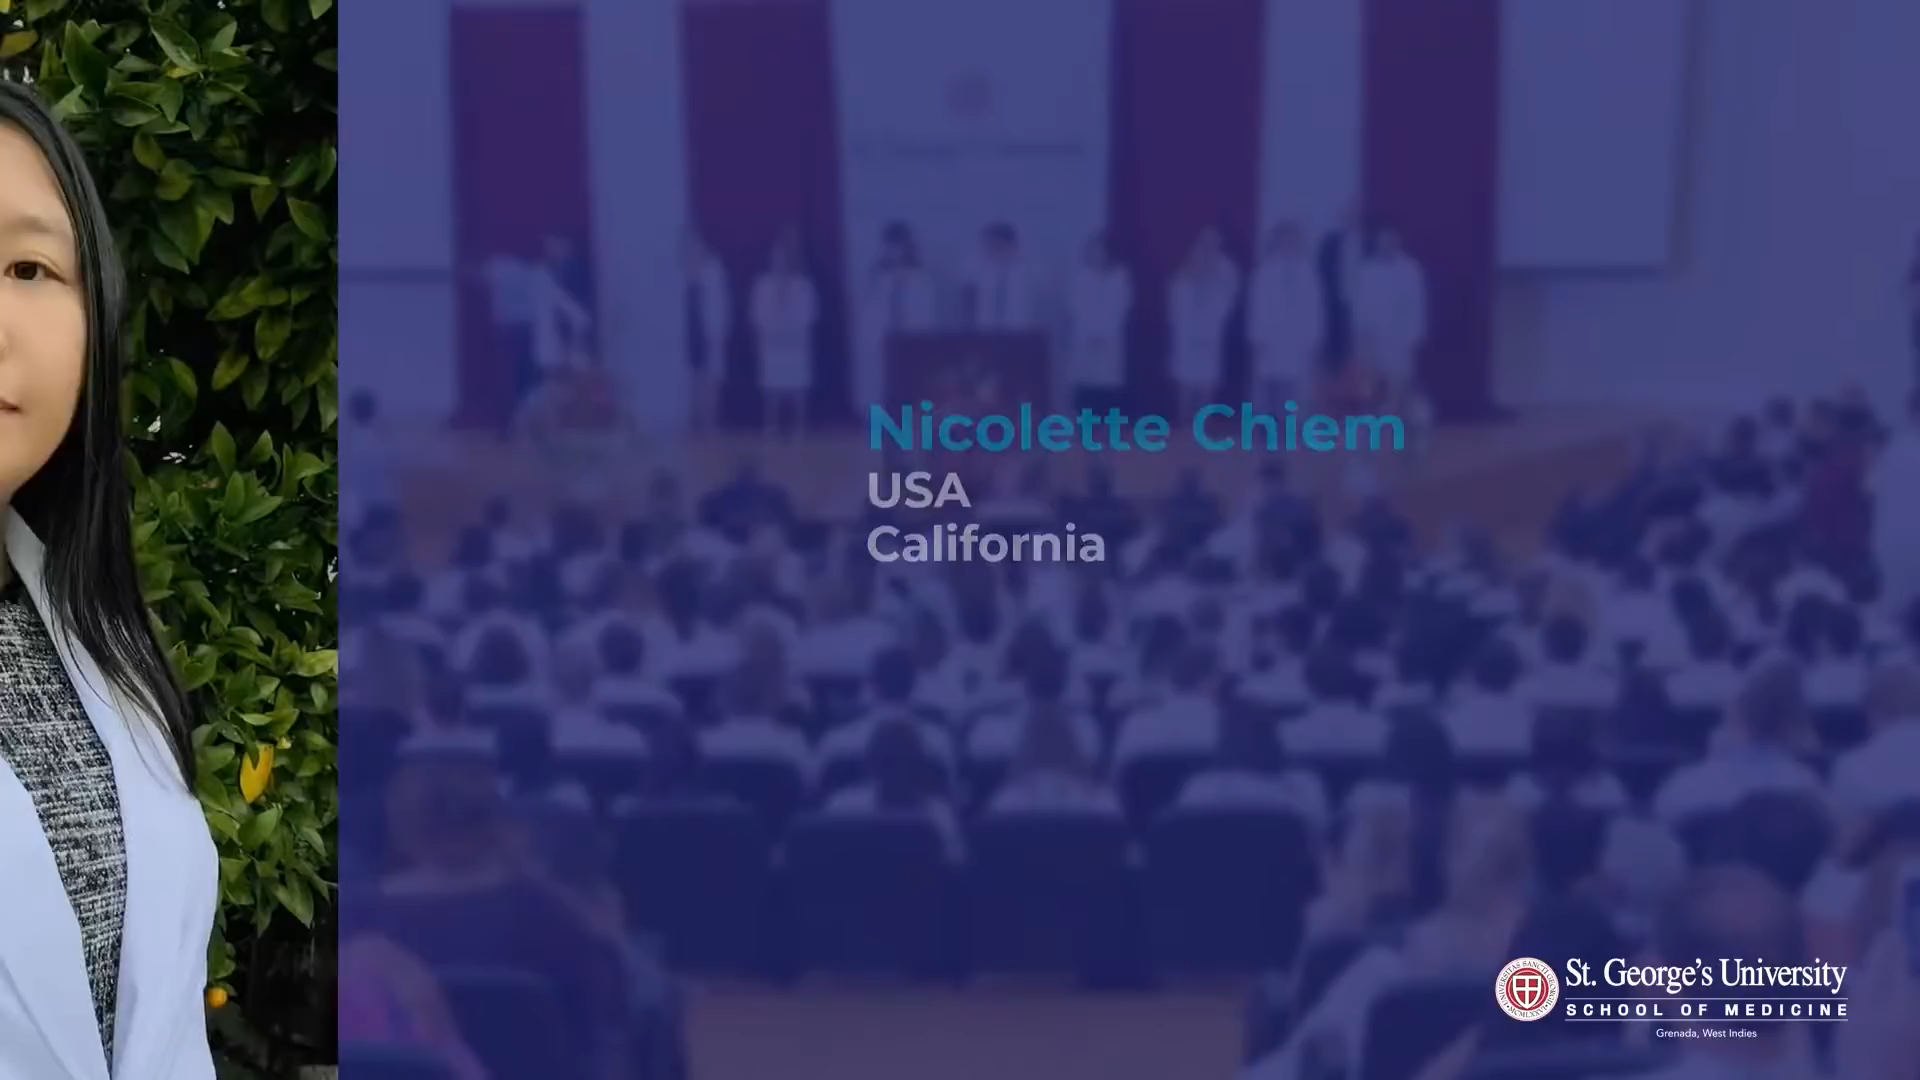 Nicolette Chiem
USA
California
St. George's University
SCHOOL OF MEDICINE
Grenada, West Indies